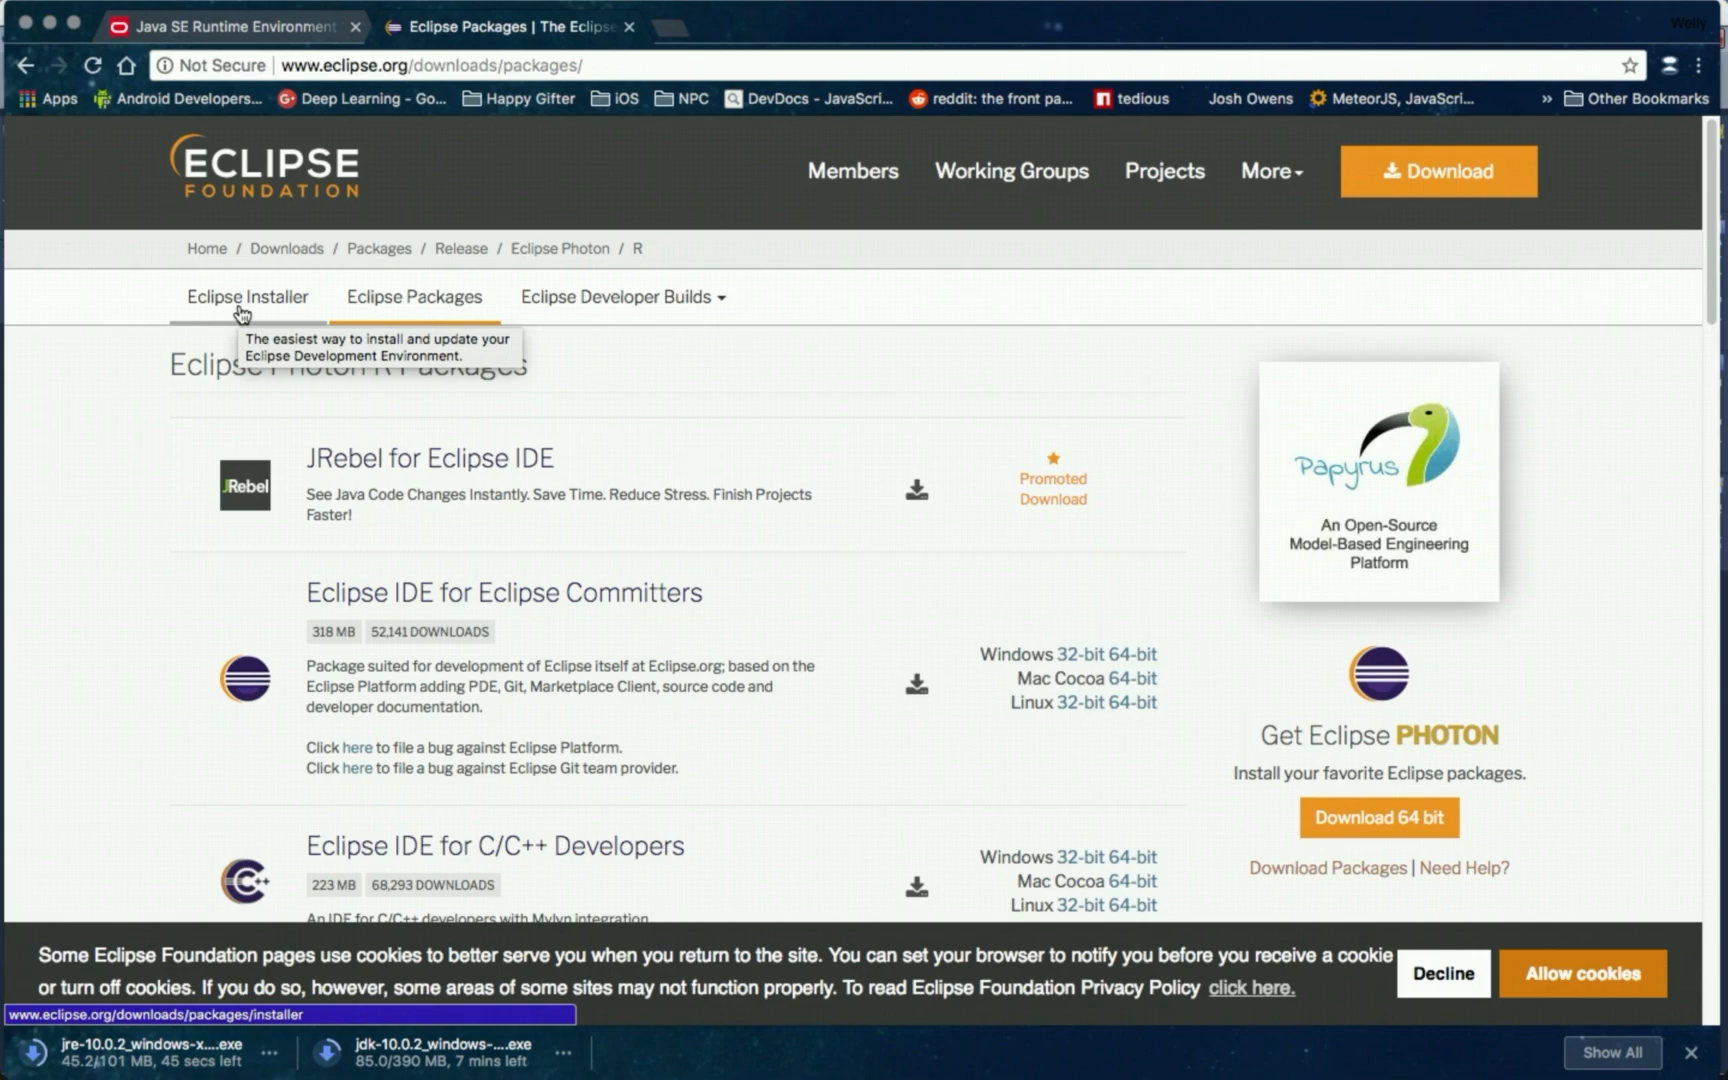 Java SE Runtime Environment
Eclipse Packages | The Eclipse
Welly
Not Secure www.eclipse.org/downloads/packages/
Apps Android Developers... Deep Learning - Go... Happy Gifter iOS NPC DevDocs - JavaScri... reddit: the front pa... tedious Josh Owens MeteorJS, JavaScri... » Other Bookmarks
ECLIPSE
FOUNDATION
Members Working Groups Projects More Download
Home / Downloads / Packages / Release / Eclipse Photon / R
Eclipse Installer Eclipse Packages Eclipse Developer Builds
The easiest way to install and update your
Eclipse Development Environment.
Eclipse Photon R Packages
JRebel
JRebel for Eclipse IDE
See Java Code Changes Instantly. Save Time. Reduce Stress. Finish Projects
Faster!
Promoted
Download
Eclipse IDE for Eclipse Committers
318 MB 52,141 DOWNLOADS
Package suited for development of Eclipse itself at Eclipse.org; based on the
Eclipse Platform adding PDE, Git, Marketplace Client, source code and
developer documentation.
Click here to file a bug against Eclipse Platform.
Click here to file a bug against Eclipse Git team provider.
Windows 32-bit 64-bit
Mac Cocoa 64-bit
Linux 32-bit 64-bit
Eclipse IDE for C/C++ Developers
C++
223 MB 68,293 DOWNLOADS
An IDE for C/C++ developers with Mylyn integration
Windows 32-bit 64-bit
Mac Cocoa 64-bit
Linux 32-bit 64-bit
Papyrus
An Open-Source
Model-Based Engineering
Platform
Get Eclipse PHOTON
Install your favorite Eclipse packages.
Download 64 bit
Download Packages | Need Help?
Some Eclipse Foundation pages use cookies to better serve you when you return to the site. You can set your browser to notify you before you receive a cookie
or turn off cookies. If you do so, however, some areas of some sites may not function properly. To read Eclipse Foundation Privacy Policy click here.
Decline Allow cookies
www.eclipse.org/downloads/packages/installer
jre-10.0.2_windows-x....exe
45.2/101 MB, 45 secs left
jdk-10.0.2_windows-....exe
85.0/390 MB, 7 mins left
Show All